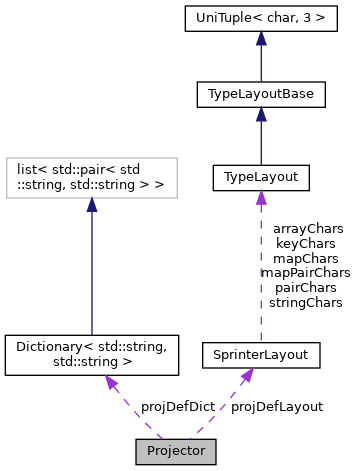 UniTuple< char, 3 >
TypeLayoutBase
list< std::pair< std
::string, std::string > >
TypeLayout
arrayChars
keyChars
mapChars
mapPairChars
pairChars
stringChars
Dictionary< std::string,
std::string >
SprinterLayout
projDefDict
projDefLayout
Projector